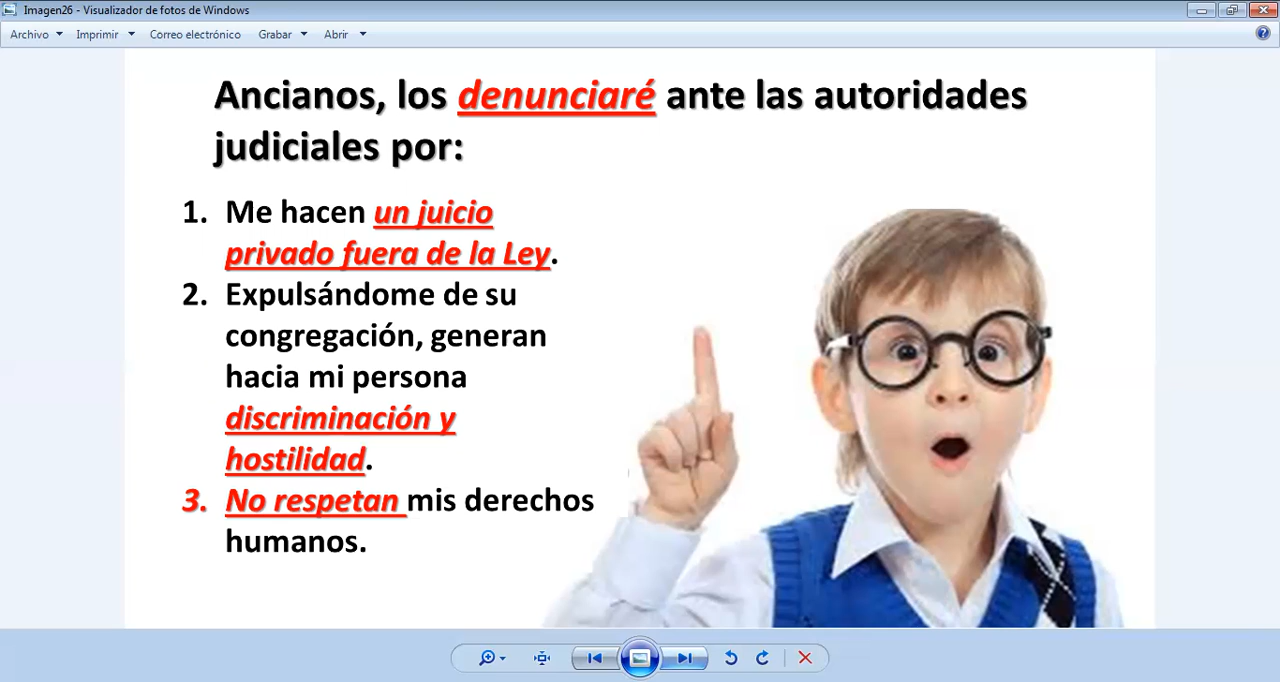 Imagen26 - Visualizador de fotos de Windows
Archivo Imprimir Correo electrónico Grabar Abrir
Ancianos, los denunciaré ante las autoridades
judiciales por:
1. Me hacen un juicio
privado fuera de la Ley.
2. Expulsándome de su
congregación, generan
hacia mi persona
discriminación y
hostilidad.
3. No respetan mis derechos
humanos.